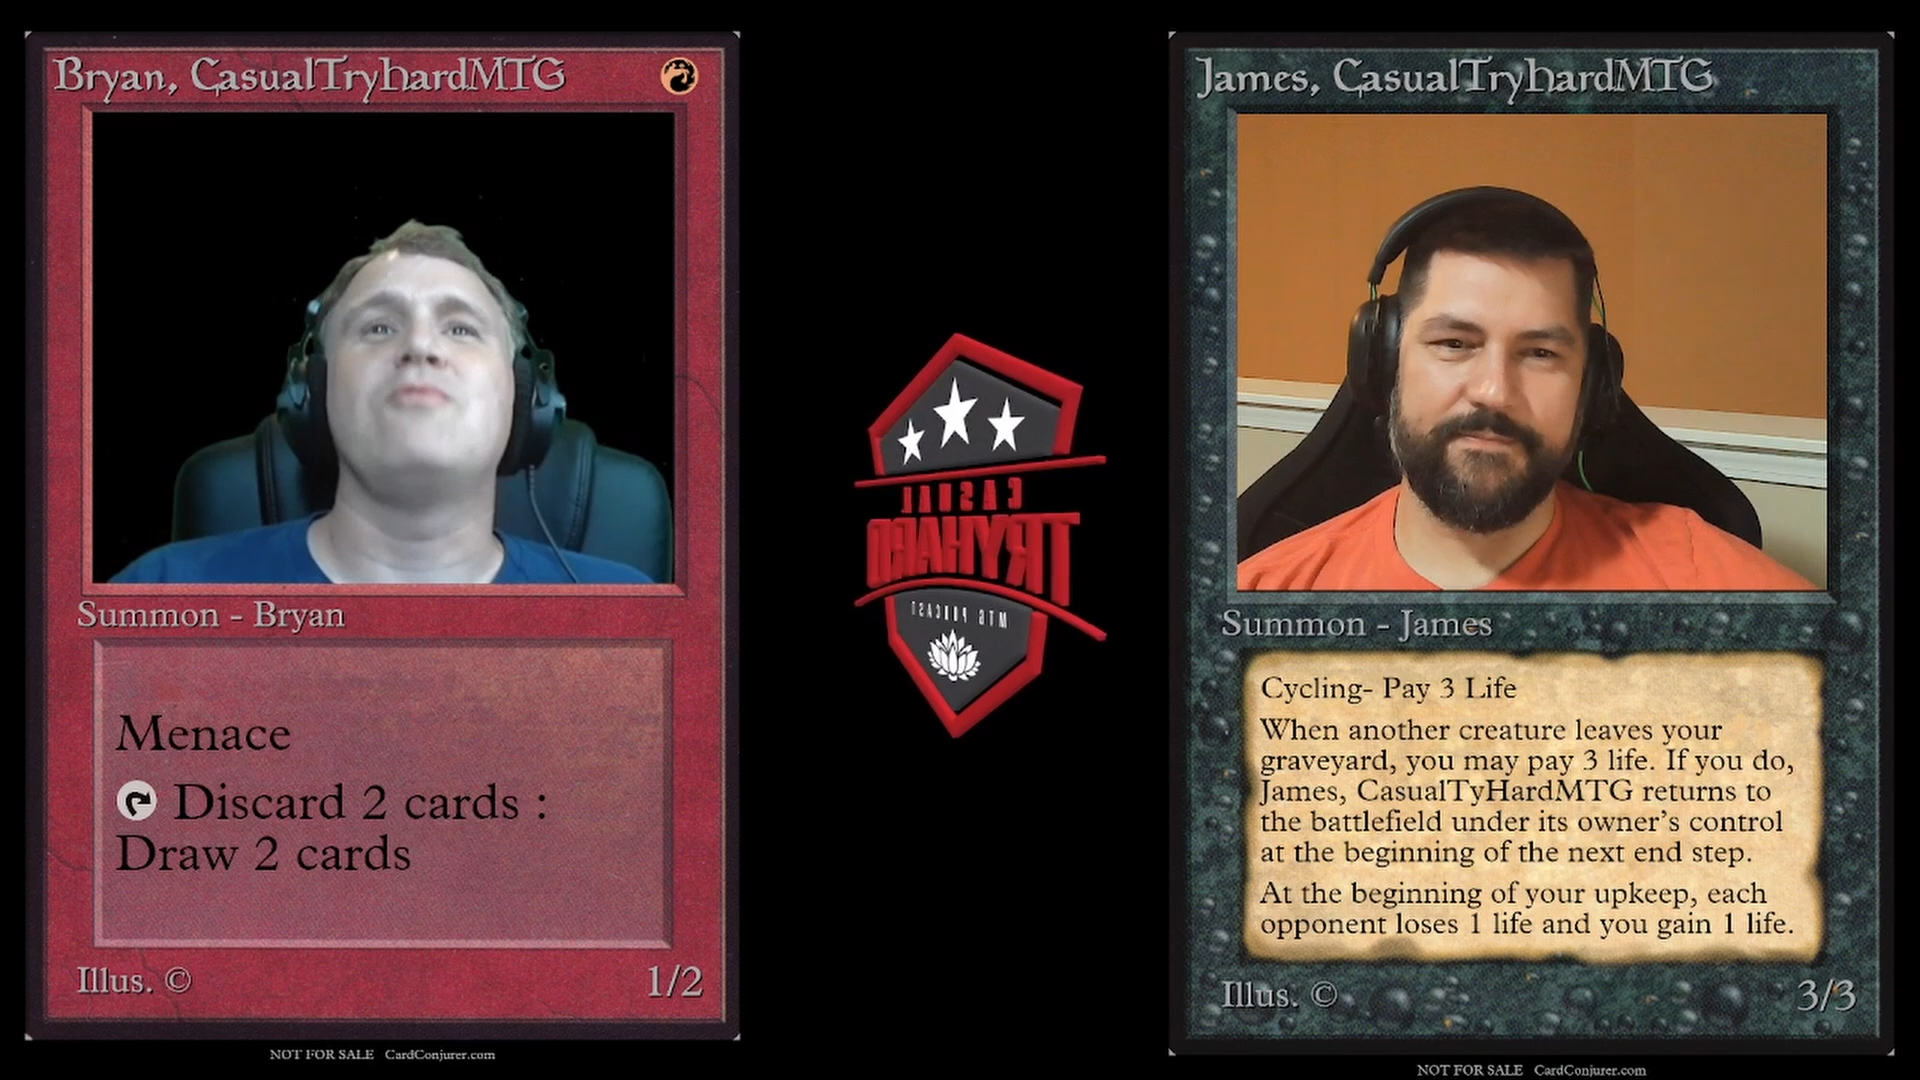 Bryan, CasualTryhardMTG
Summon - Bryan
Menace
Discard 2 cards :
Draw 2 cards
Illus. ©
1/2
NOT FOR SALE CardConjurer.com
CASUAL
TRYHARD
MTG PODCAST
James, CasualTryhardMTG
Summon - James
Cycling- Pay 3 Life
When another creature leaves your
graveyard, you may pay 3 life. If you do,
James, CasualTyHardMTG returns to
the battlefield under its owner's control
at the beginning of the next end step.
At the beginning of your upkeep, each
opponent loses 1 life and you gain 1 life.
Illus. ©
3/3
NOT FOR SALE CardConjurer.com